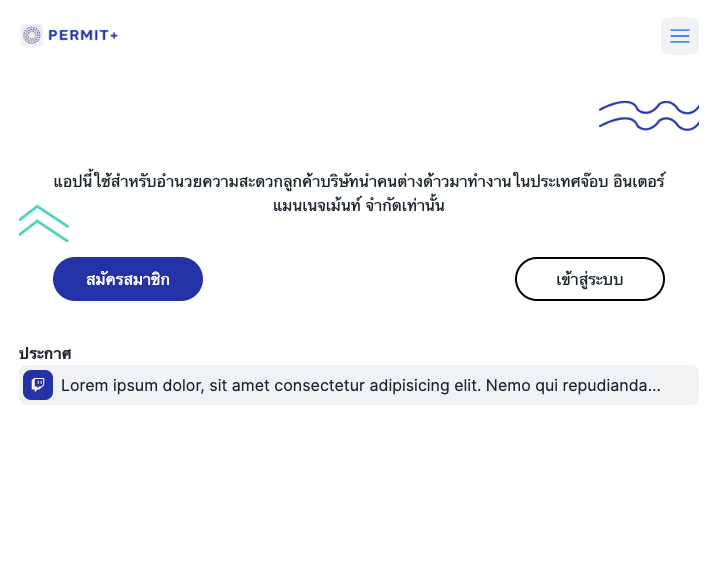 PERMIT+
แอปนี้ใช้สำหรับอำนวยความสะดวกลูกค้าบริษัทนำคนต่างด้าวมาทำงานในประเทศจ๊อบ อินเตอร์
แมนเนจเม้นท์ จำกัดเท่านั้น
สมัครสมาชิก
เข้าสู่ระบบ
ประกาศ
Lorem ipsum dolor, sit amet consectetur adipisicing elit. Nemo qui repudianda...